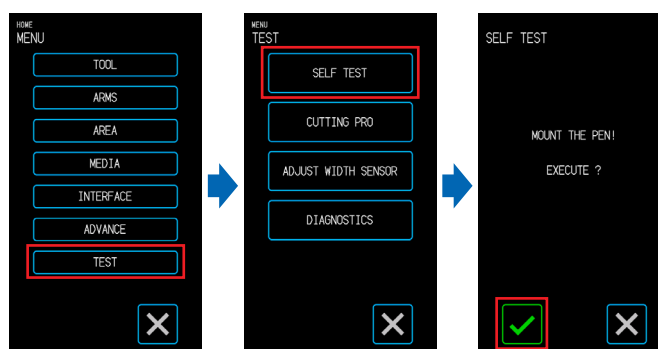 HOME
MENU
TOOL
ARMS
AREA
MEDIA
INTERFACE
ADVANCE
TEST
MENU
TEST
SELF TEST
CUTTING PRO
ADJUST WIDTH SENSOR
DIAGNOSTICS
SELF TEST
MOUNT THE PEN!
EXECUTE ?